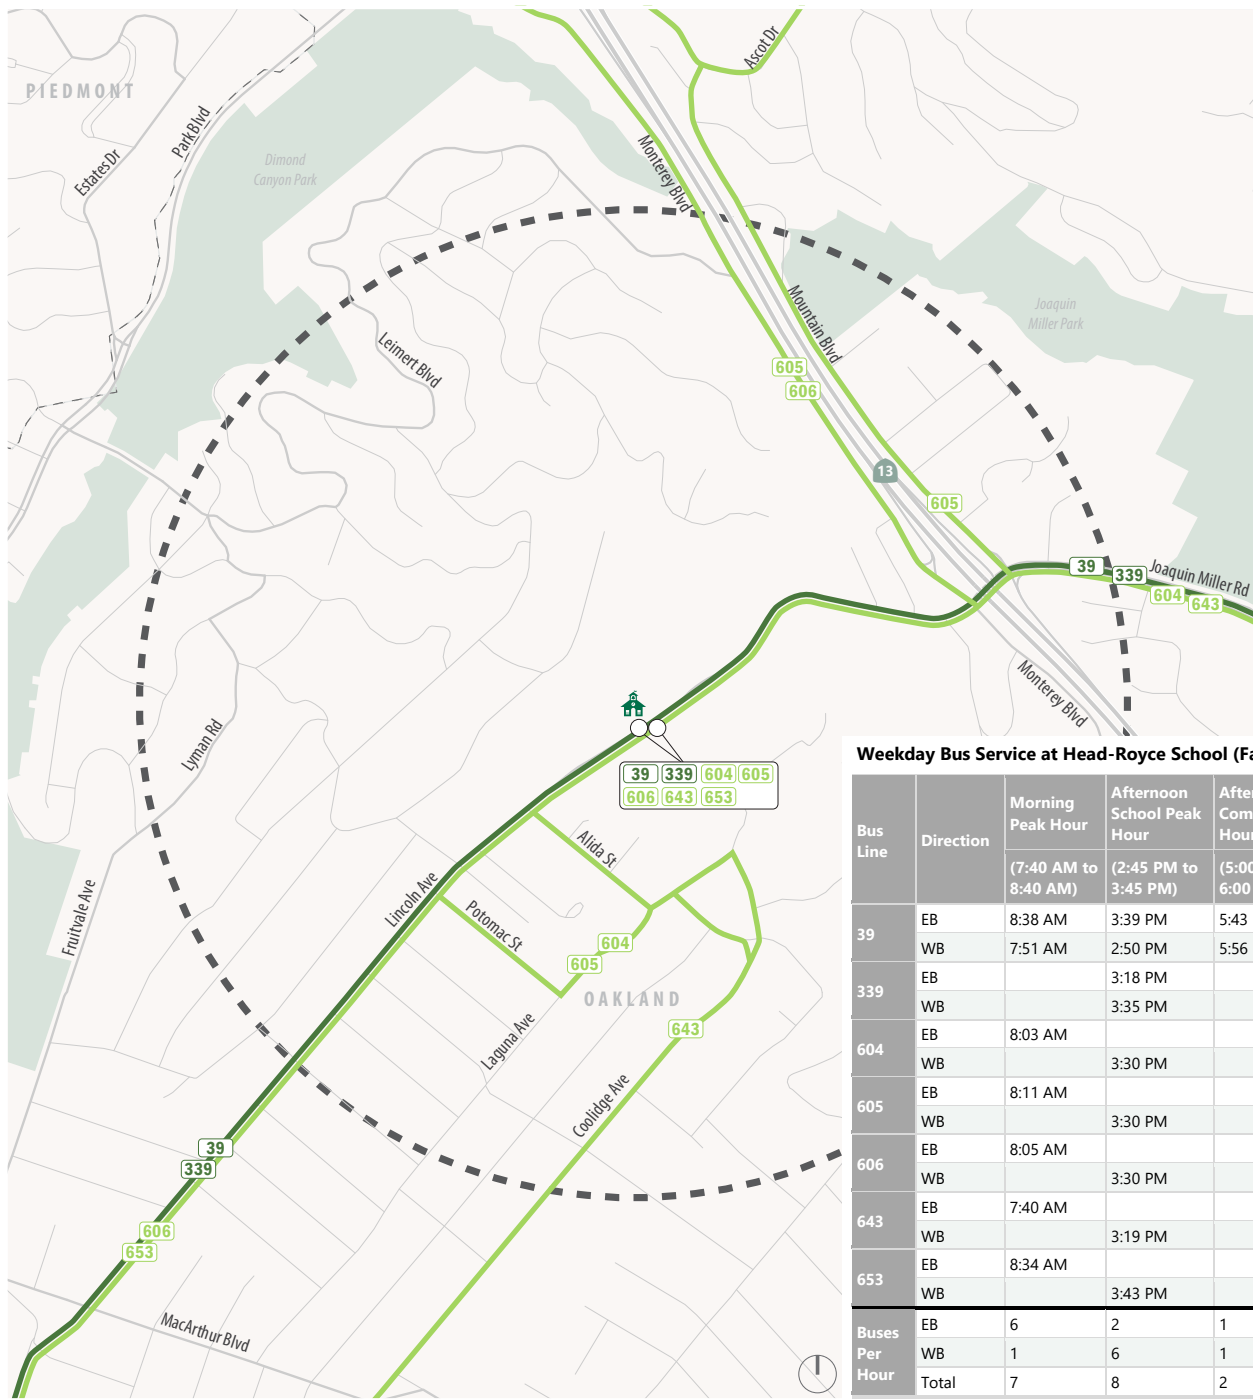 PIEDMONT
Estates Dr
Park Blvd
Dimond
Canyon Park
Ascot Dr
Monterey Blvd
Mountain Blvd
Joaquin
Miller Park
Leimert Blvd
605
606
13
605
39
339
Joaquin Miller Rd
604
643
Monterey Blvd
Lyman Rd
39 339 604 605
606 643 653
Alida St
Lincoln Ave
Potomac St
Fruitvale Ave
604
605
OAKLAND
643
Laguna Ave
Coolidge Ave
39
339
606
653
MacArthur Blvd
Weekday Bus Service at Head-Royce School (Fa
Bus Line Direction Morning Peak Hour Afternoon School Peak Hour After Com Hour
(7:40 AM to 8:40 AM) (2:45 PM to 3:45 PM) (5:00 6:00
39 EB 8:38 AM 3:39 PM 5:43
WB 7:51 AM 2:50 PM 5:56
339 EB 3:18 PM
WB 3:35 PM
604 EB 8:03 AM
WB 3:30 PM
605 EB 8:11 AM
WB 3:30 PM
606 EB 8:05 AM
WB 3:30 PM
643 EB 7:40 AM
WB 3:19 PM
653 EB 8:34 AM
WB 3:43 PM
Buses Per Hour EB 6 2 1
WB 1 6 1
Total 7 8 2